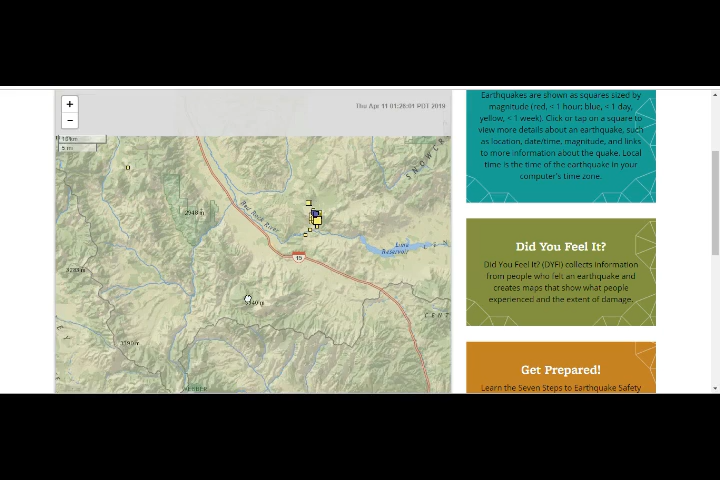 +
Thu Apr 11 01:28:01 PDT 2019
−
5 mi
Red Rock River
2948 m
Lima
Reservoir
15
3283 m
CENT
Earthquakes are shown as squares sized by
magnitude (red, < 1 hour; blue, < 1 day,
yellow, < 1 week). Click or tap on a square to
view more details about an earthquake, such
as location, date/time, magnitude, and links
to more information about the quake. Local
time is the time of the earthquake in your
computer's time zone.
Did You Feel It?
Did You Feel It? (DYFI) collects information
from people who felt an earthquake and
creates maps that show what people
experienced and the extent of damage.
Get Prepared!
Learn the Seven Steps to Earthquake Safety